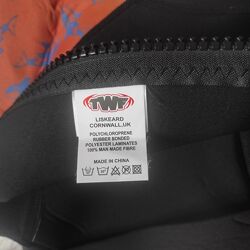 TWF
LISKEARD
CORNWALL,UK
POLYCHLOROPRENE
RUBBER BONDED
POLYESTER LAMINATES
100% MAN MADE FIBRE
MADE IN CHINA